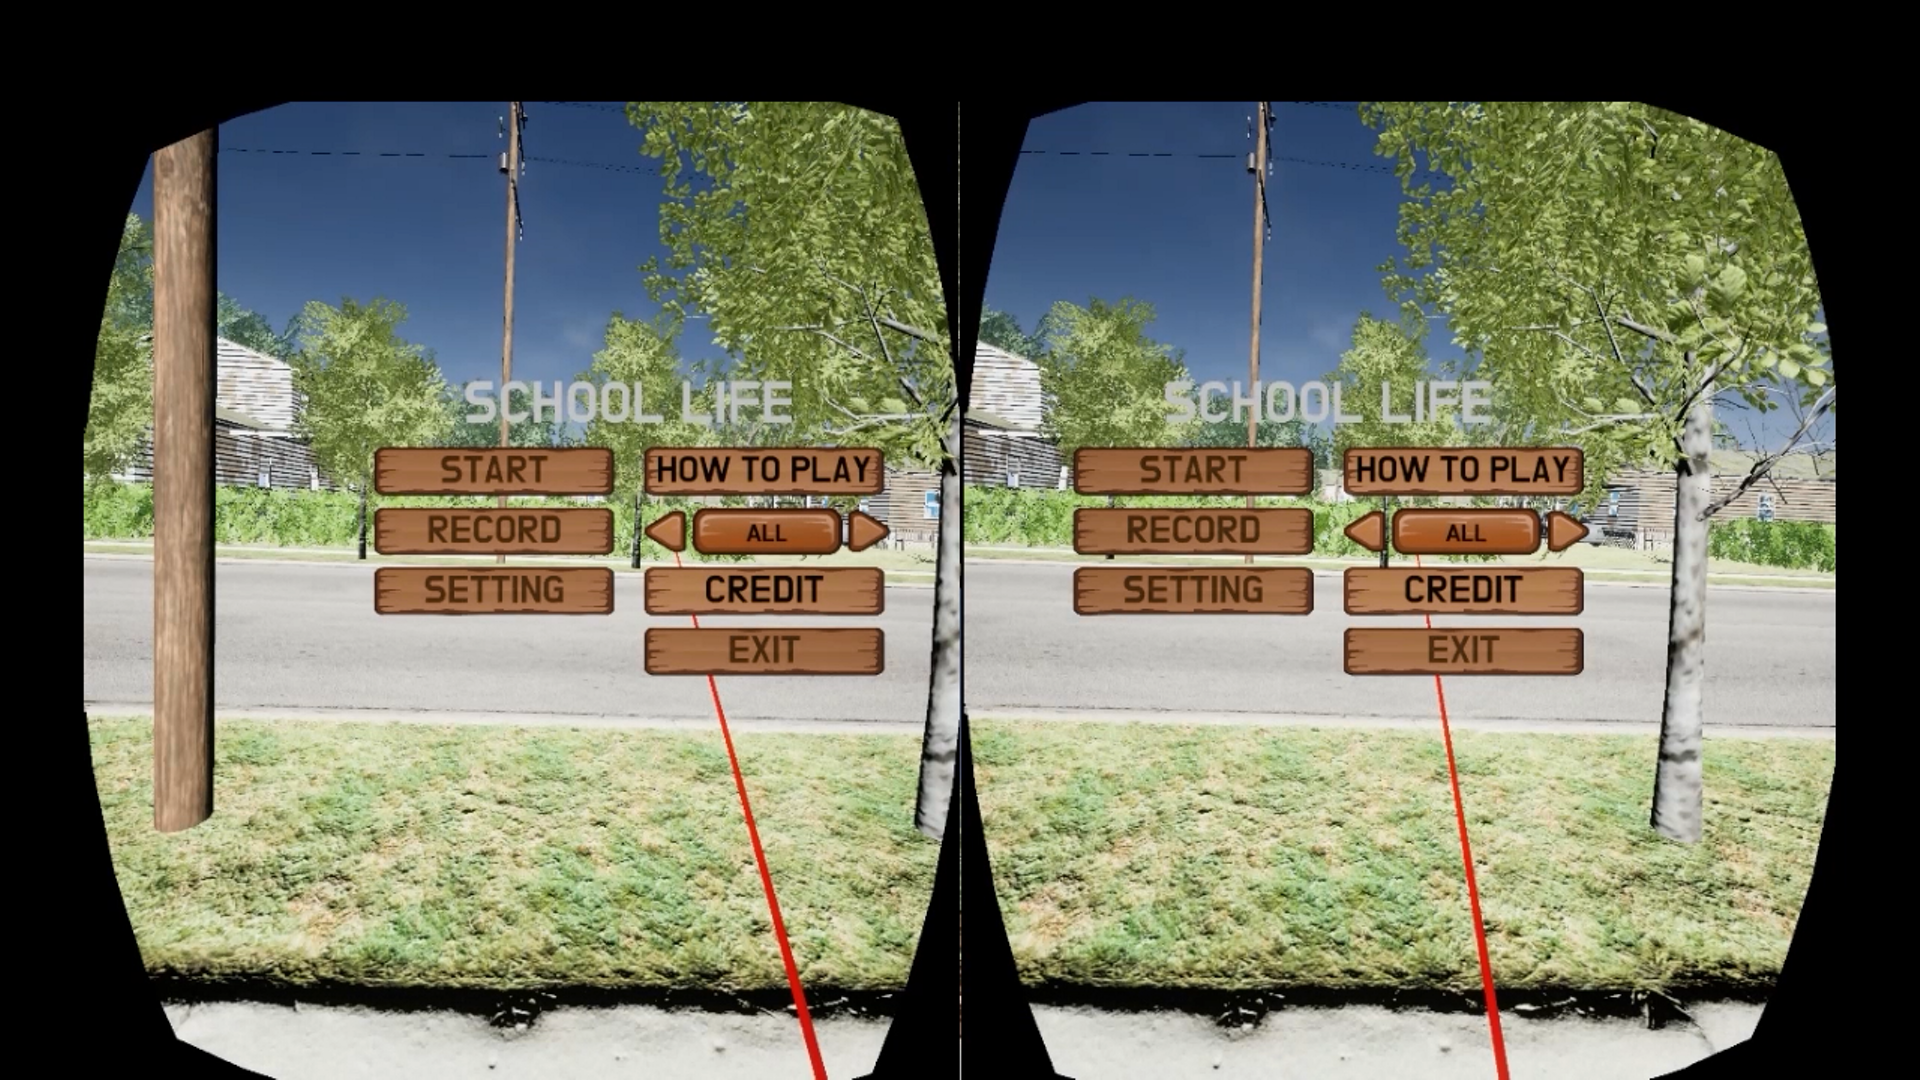 SCHOOL LIFE
START
HOW TO PLAY
RECORD
ALL
SETTING
CREDIT
EXIT
SCHOOL LIFE
START
HOW TO PLAY
RECORD
ALL
SETTING
CREDIT
EXIT